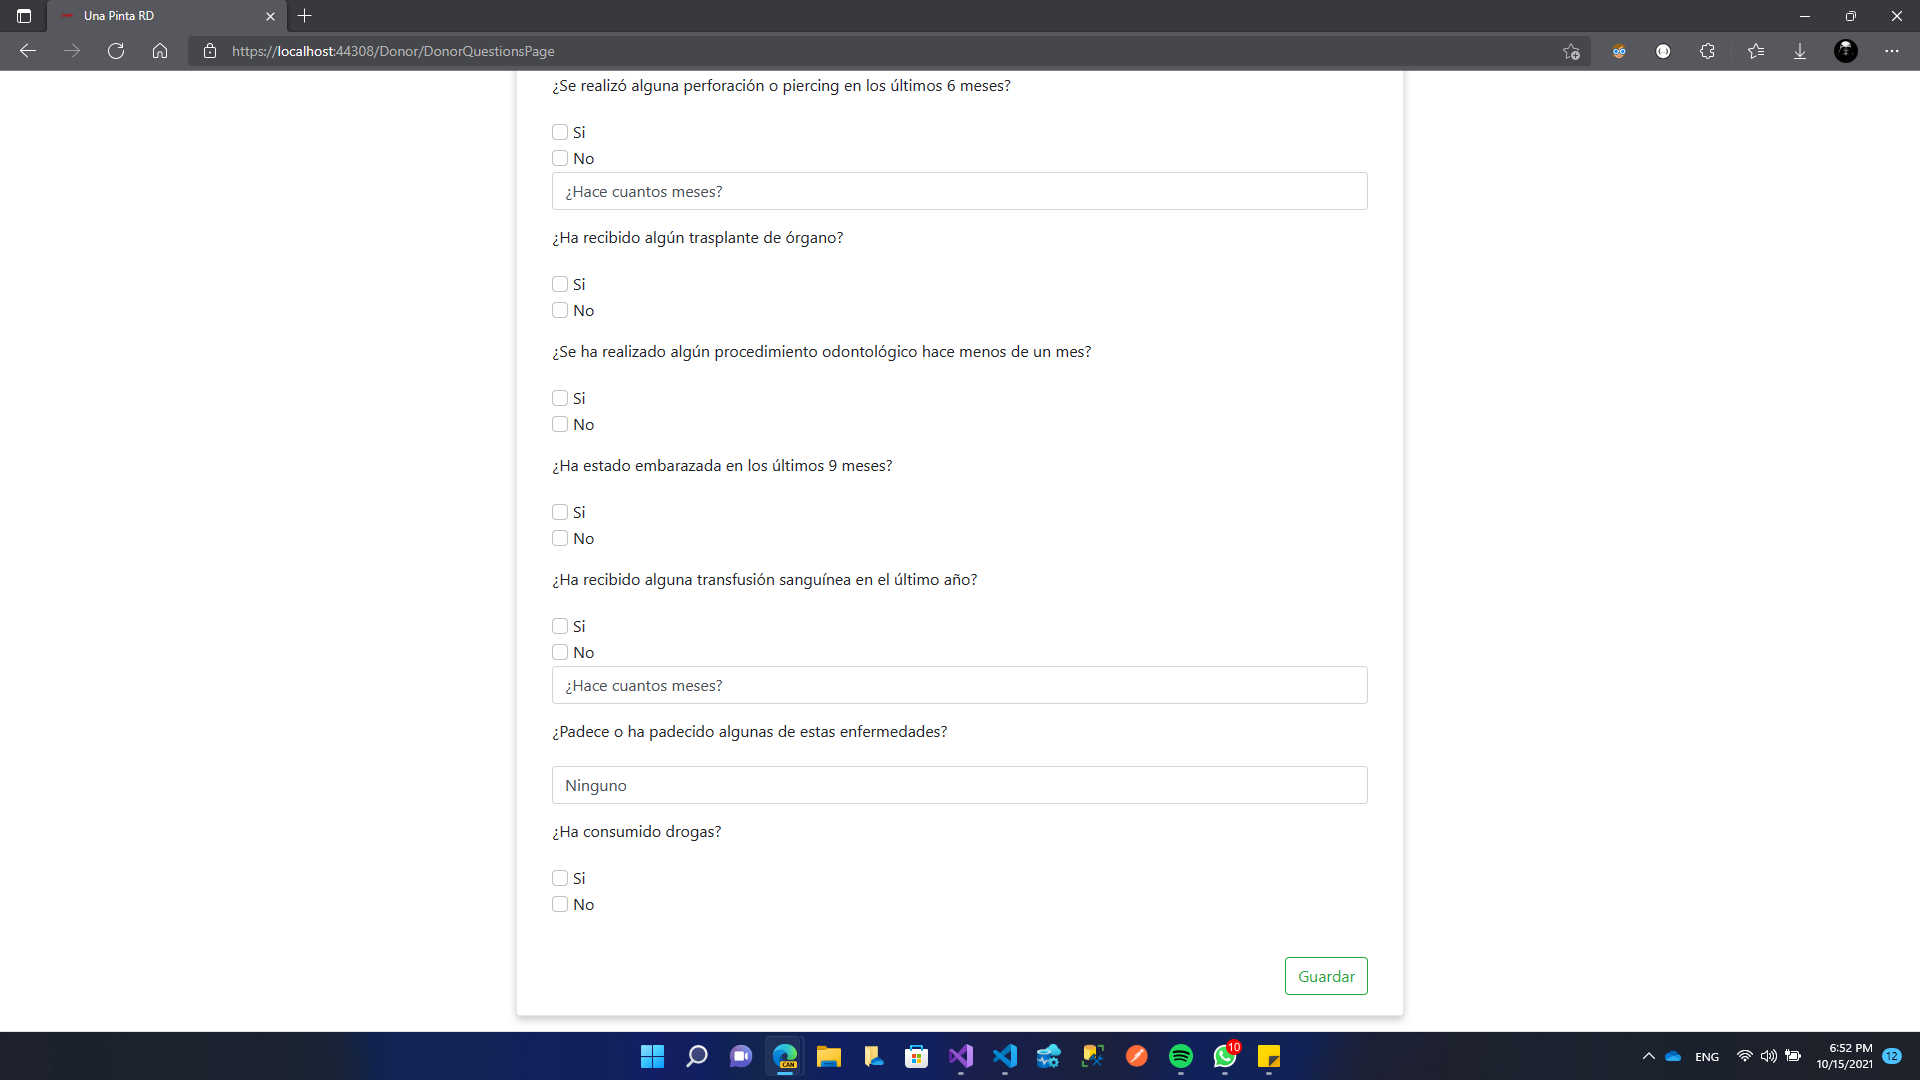 Una Pinta RD
https://localhost:44308/Donor/DonorQuestionsPage
¿Se realizó alguna perforación o piercing en los últimos 6 meses?
Si
No
¿Hace cuantos meses?
¿Ha recibido algún trasplante de órgano?
Si
No
¿Se ha realizado algún procedimiento odontológico hace menos de un mes?
Si
No
¿Ha estado embarazada en los últimos 9 meses?
Si
No
¿Ha recibido alguna transfusión sanguínea en el último año?
Si
No
¿Hace cuantos meses?
¿Padece o ha padecido algunas de estas enfermedades?
Ninguno
¿Ha consumido drogas?
Si
No
Guardar
CAN
10
ENG
6:52 PM
10/15/2021
12